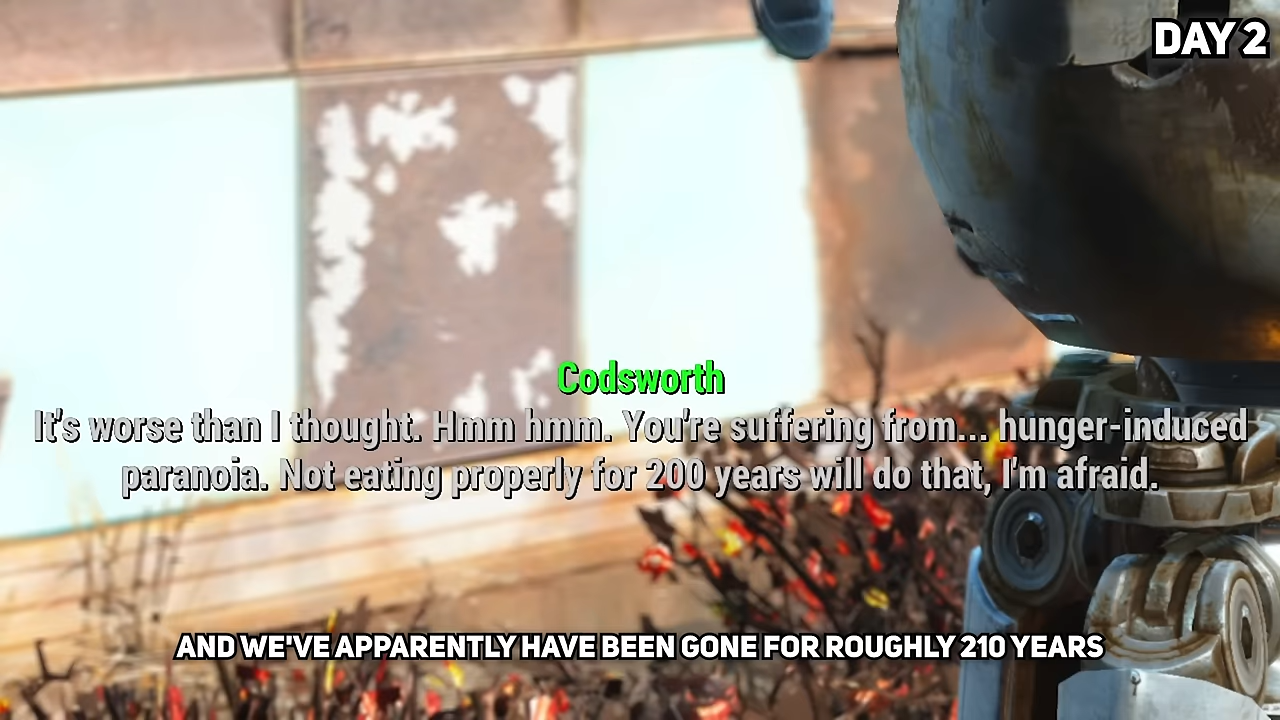 DAY 2
Codsworth
It's worse than I thought. Hmm hmm. You're suffering from... hunger-induced
paranoia. Not eating properly for 200 years will do that, I'm afraid.
AND WE'VE APPARENTLY HAVE BEEN GONE FOR ROUGHLY 210 YEARS